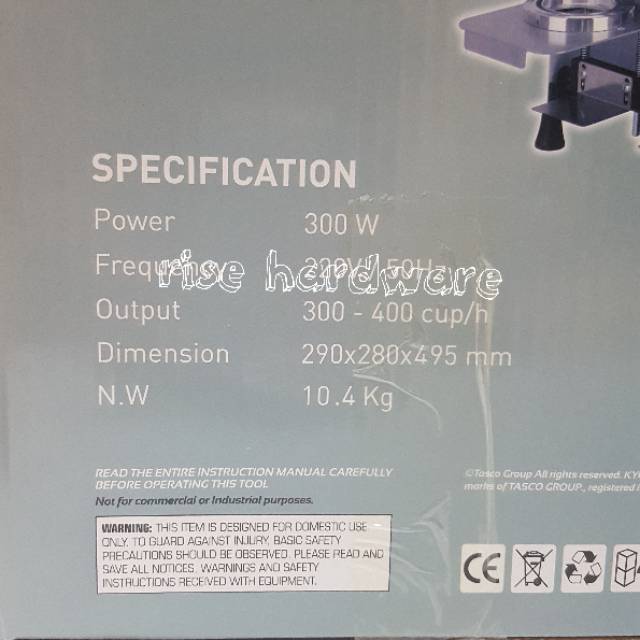 SPECIFICATION
Power 300 W
Frequency 220V/ 50H
rise hardware
Output 300 - 400 cup/h
Dimension 290x280x495 mm
N.W 10.4 Kg
READ THE ENTIRE INSTRUCTION MANUAL CAREFULLY
BEFORE OPERATING THIS TOOL
Not for commercial or Industrial purposes.
WARNING: THIS ITEM IS DESIGNED FOR DOMESTIC USE
ONLY, TO GUARD AGAINST INJURY, BASIC SAFETY
PRECAUTIONS SHOULD BE OBSERVED. PLEASE READ AND
SAVE ALL NOTICES, WARNINGS AND SAFETY
INSTRUCTIONS RECEIVED WITH EQUIPMENT.
©Tasco Group All rights reserved.
marks of TASCO GROUP., registered
CE